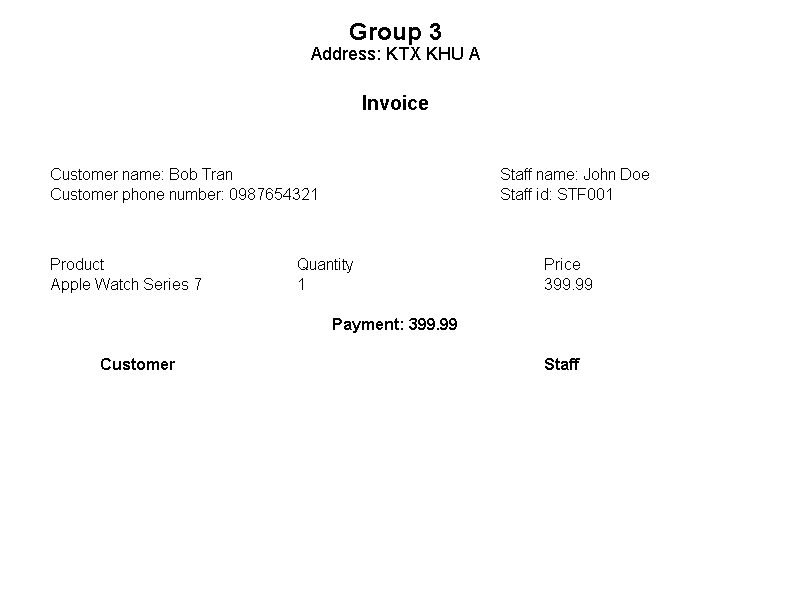 Group 3
Address: KTX KHU A
Invoice
Customer name: Bob Tran Staff name: John Doe
Customer phone number: 0987654321 Staff id: STF001
Product Quantity Price
Apple Watch Series 7 1 399.99
Payment: 399.99
Customer Staff